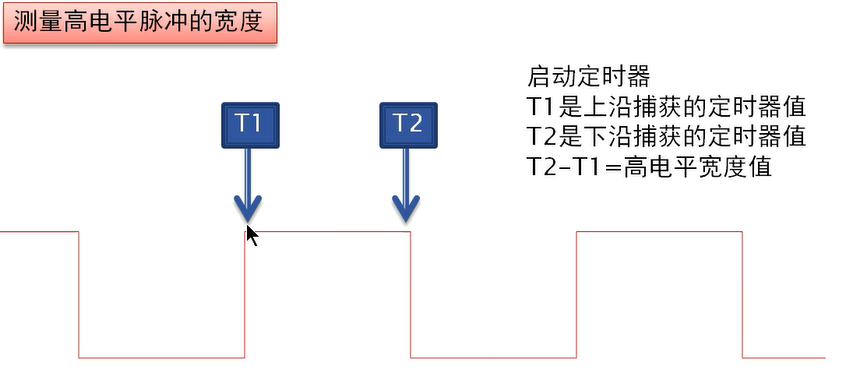 测量高电平脉冲的宽度
T1
T2
启动定时器
T1是上沿捕获的定时器值
T2是下沿捕获的定时器值
T2-T1=高电平宽度值